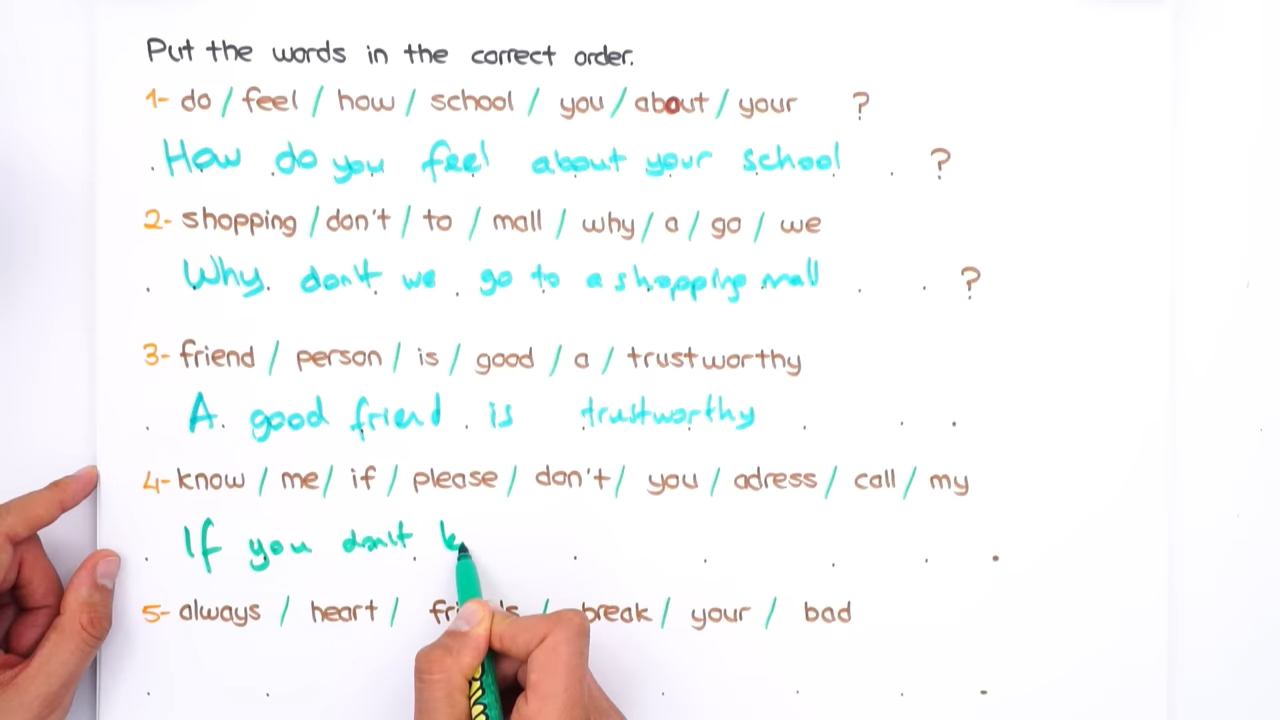 Put the words in the correct order.
1- do / feel / how / school / you / about / your ?
How do you feel about your school ?
2- shopping / don't / to / mall / why / a / go / we
Why don't we go to a shopping mall ?
3- friend / person / is / good / a / trustworthy
A good friend is trustworthy .
4- know / me / if / please / don't / you / adress / call / my
If you don't
5- always / heart / / break / your / bad